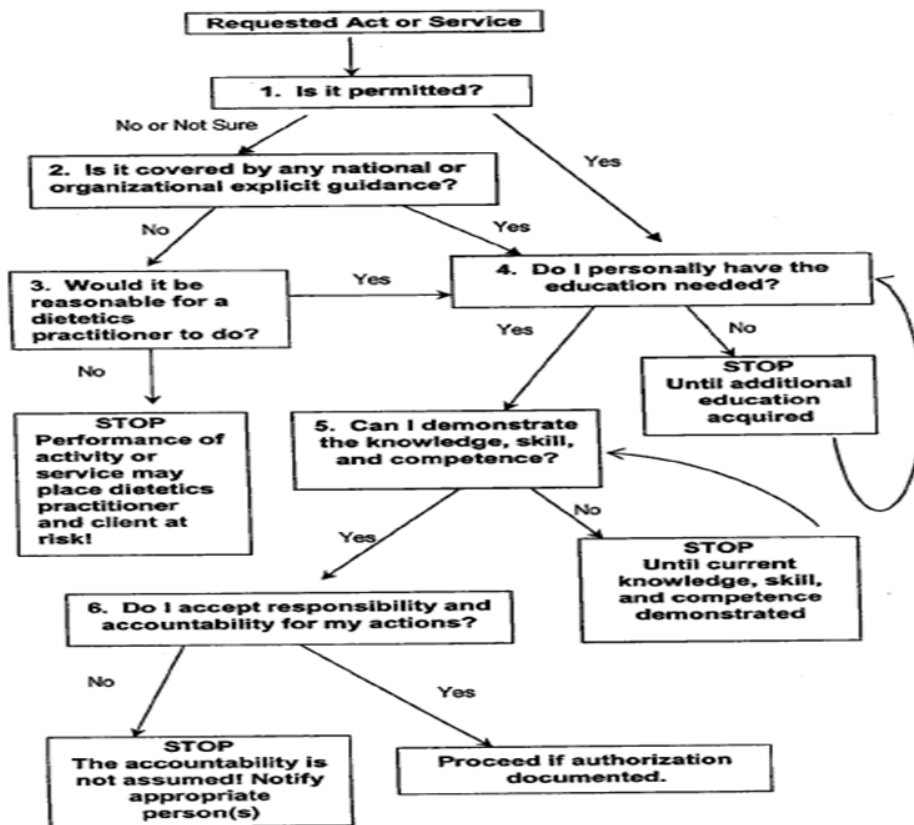 Requested Act or Service
1. Is it permitted?
No or Not Sure
Yes
2. Is it covered by any national or
organizational explicit guidance?
No
Yes
3. Would it be
reasonable for a
dietetics
practitioner to do?
Yes
4. Do I personally have the
education needed?
No
Yes
No
STOP
Performance of
activity or
service may
place dietetics
practitioner
and client at
risk!
5. Can I demonstrate
the knowledge, skill,
and competence?
STOP
Until additional
education
acquired
Yes
No
STOP
Until current
knowledge, skill,
and competence
demonstrated
6. Do I accept responsibility and
accountability for my actions?
No
Yes
STOP
The accountability is
not assumed! Notify
appropriate
person(s)
Proceed if authorization
documented.